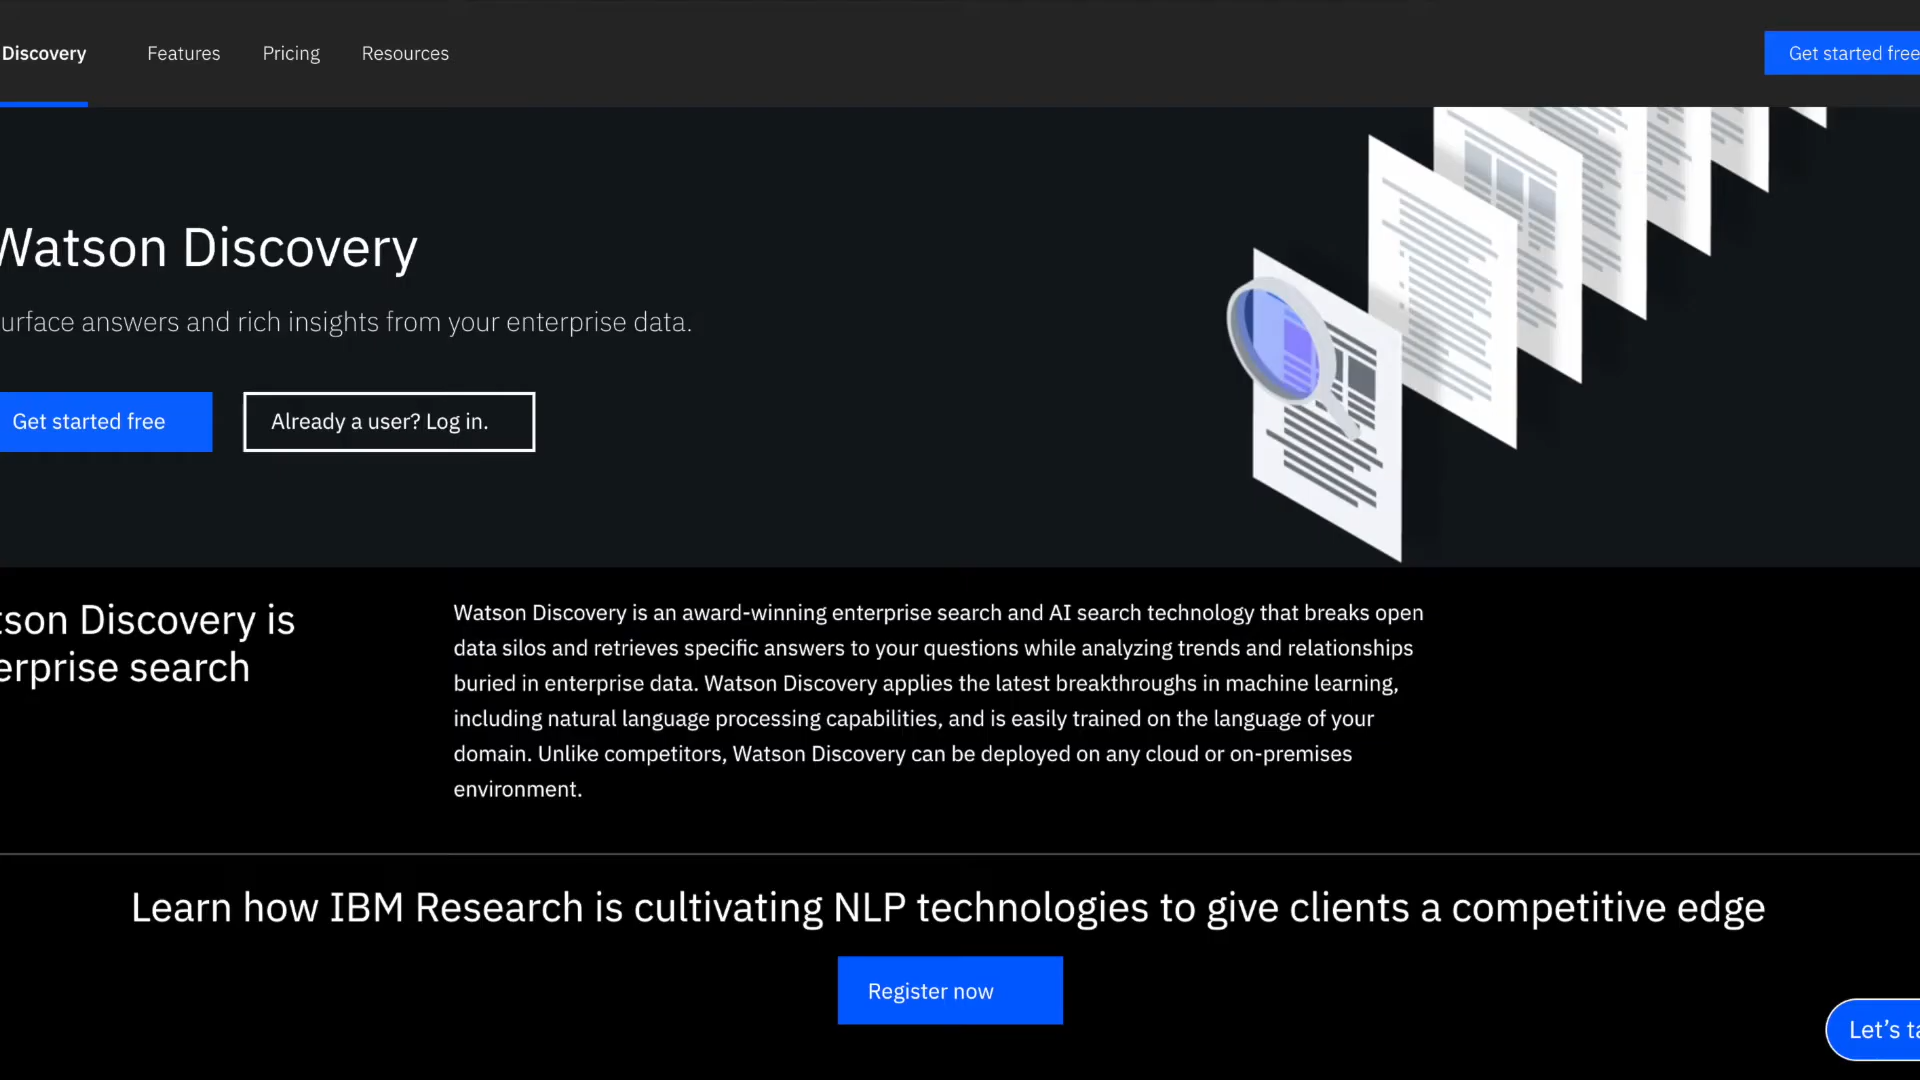 Discovery Features Pricing Resources Get started free
Watson Discovery
urface answers and rich insights from your enterprise data.
Get started free Already a user? Log in.
tson Discovery is
erprise search
Watson Discovery is an award-winning enterprise search and AI search technology that breaks open
data silos and retrieves specific answers to your questions while analyzing trends and relationships
buried in enterprise data. Watson Discovery applies the latest breakthroughs in machine learning,
including natural language processing capabilities, and is easily trained on the language of your
domain. Unlike competitors, Watson Discovery can be deployed on any cloud or on-premises
environment.
Learn how IBM Research is cultivating NLP technologies to give clients a competitive edge
Register now
Let’s ta